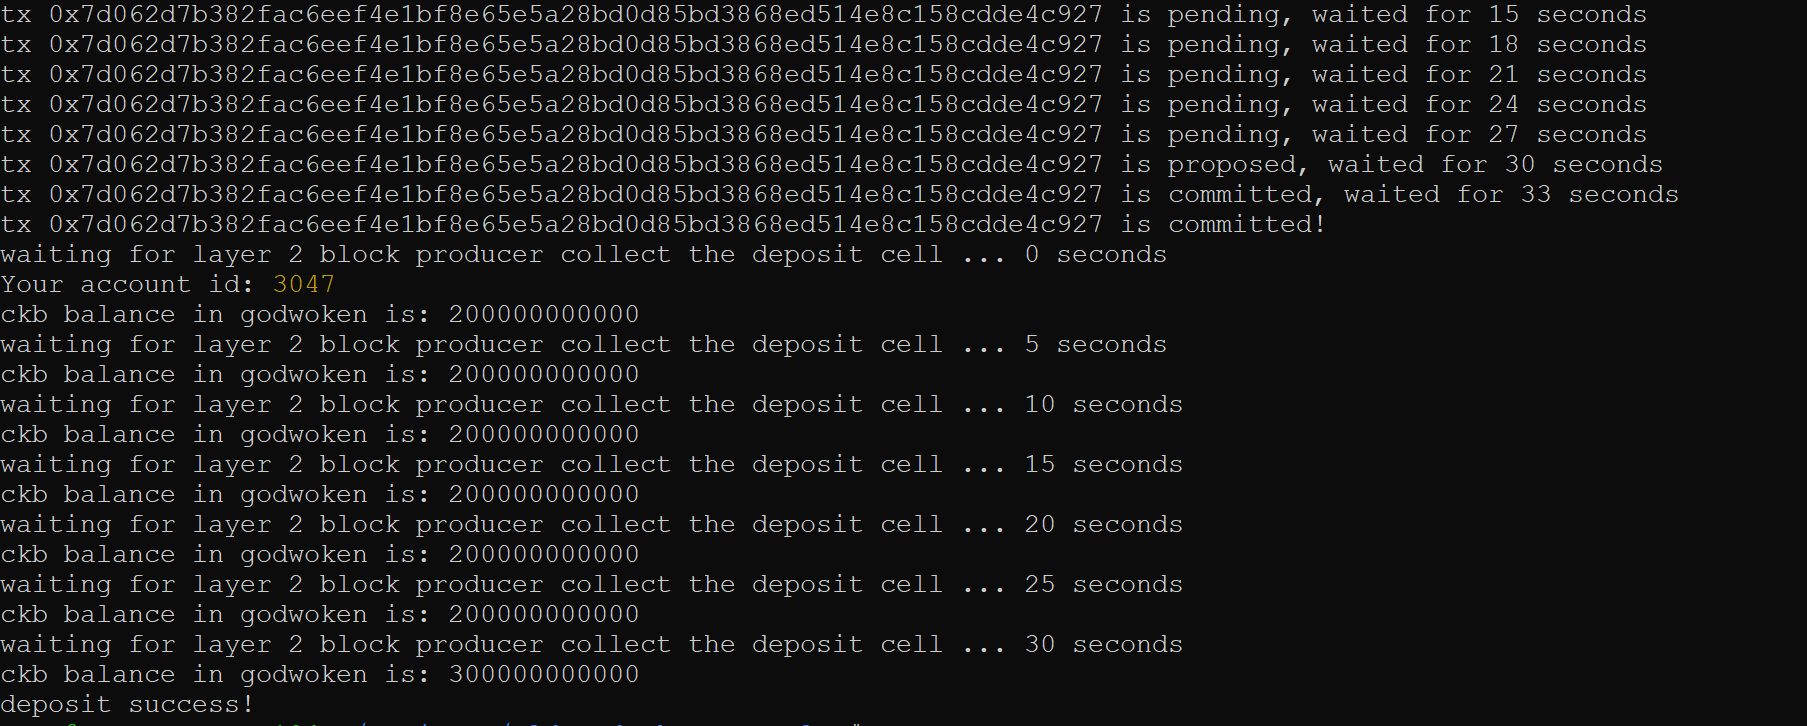 tx 0x7d062d7b382fac6eef4e1bf8e65e5a28bd0d85bd3868ed514e8c158cdde4c927 is pending, waited for 15 seconds
tx 0x7d062d7b382fac6eef4e1bf8e65e5a28bd0d85bd3868ed514e8c158cdde4c927 is pending, waited for 18 seconds
tx 0x7d062d7b382fac6eef4e1bf8e65e5a28bd0d85bd3868ed514e8c158cdde4c927 is pending, waited for 21 seconds
tx 0x7d062d7b382fac6eef4e1bf8e65e5a28bd0d85bd3868ed514e8c158cdde4c927 is pending, waited for 24 seconds
tx 0x7d062d7b382fac6eef4e1bf8e65e5a28bd0d85bd3868ed514e8c158cdde4c927 is pending, waited for 27 seconds
tx 0x7d062d7b382fac6eef4e1bf8e65e5a28bd0d85bd3868ed514e8c158cdde4c927 is proposed, waited for 30 seconds
tx 0x7d062d7b382fac6eef4e1bf8e65e5a28bd0d85bd3868ed514e8c158cdde4c927 is committed, waited for 33 seconds
tx 0x7d062d7b382fac6eef4e1bf8e65e5a28bd0d85bd3868ed514e8c158cdde4c927 is committed!
waiting for layer 2 block producer collect the deposit cell ... 0 seconds
Your account id: 3047
ckb balance in godwoken is: 200000000000
waiting for layer 2 block producer collect the deposit cell ... 5 seconds
ckb balance in godwoken is: 200000000000
waiting for layer 2 block producer collect the deposit cell ... 10 seconds
ckb balance in godwoken is: 200000000000
waiting for layer 2 block producer collect the deposit cell ... 15 seconds
ckb balance in godwoken is: 200000000000
waiting for layer 2 block producer collect the deposit cell ... 20 seconds
ckb balance in godwoken is: 200000000000
waiting for layer 2 block producer collect the deposit cell ... 25 seconds
ckb balance in godwoken is: 200000000000
waiting for layer 2 block producer collect the deposit cell ... 30 seconds
ckb balance in godwoken is: 300000000000
deposit success!